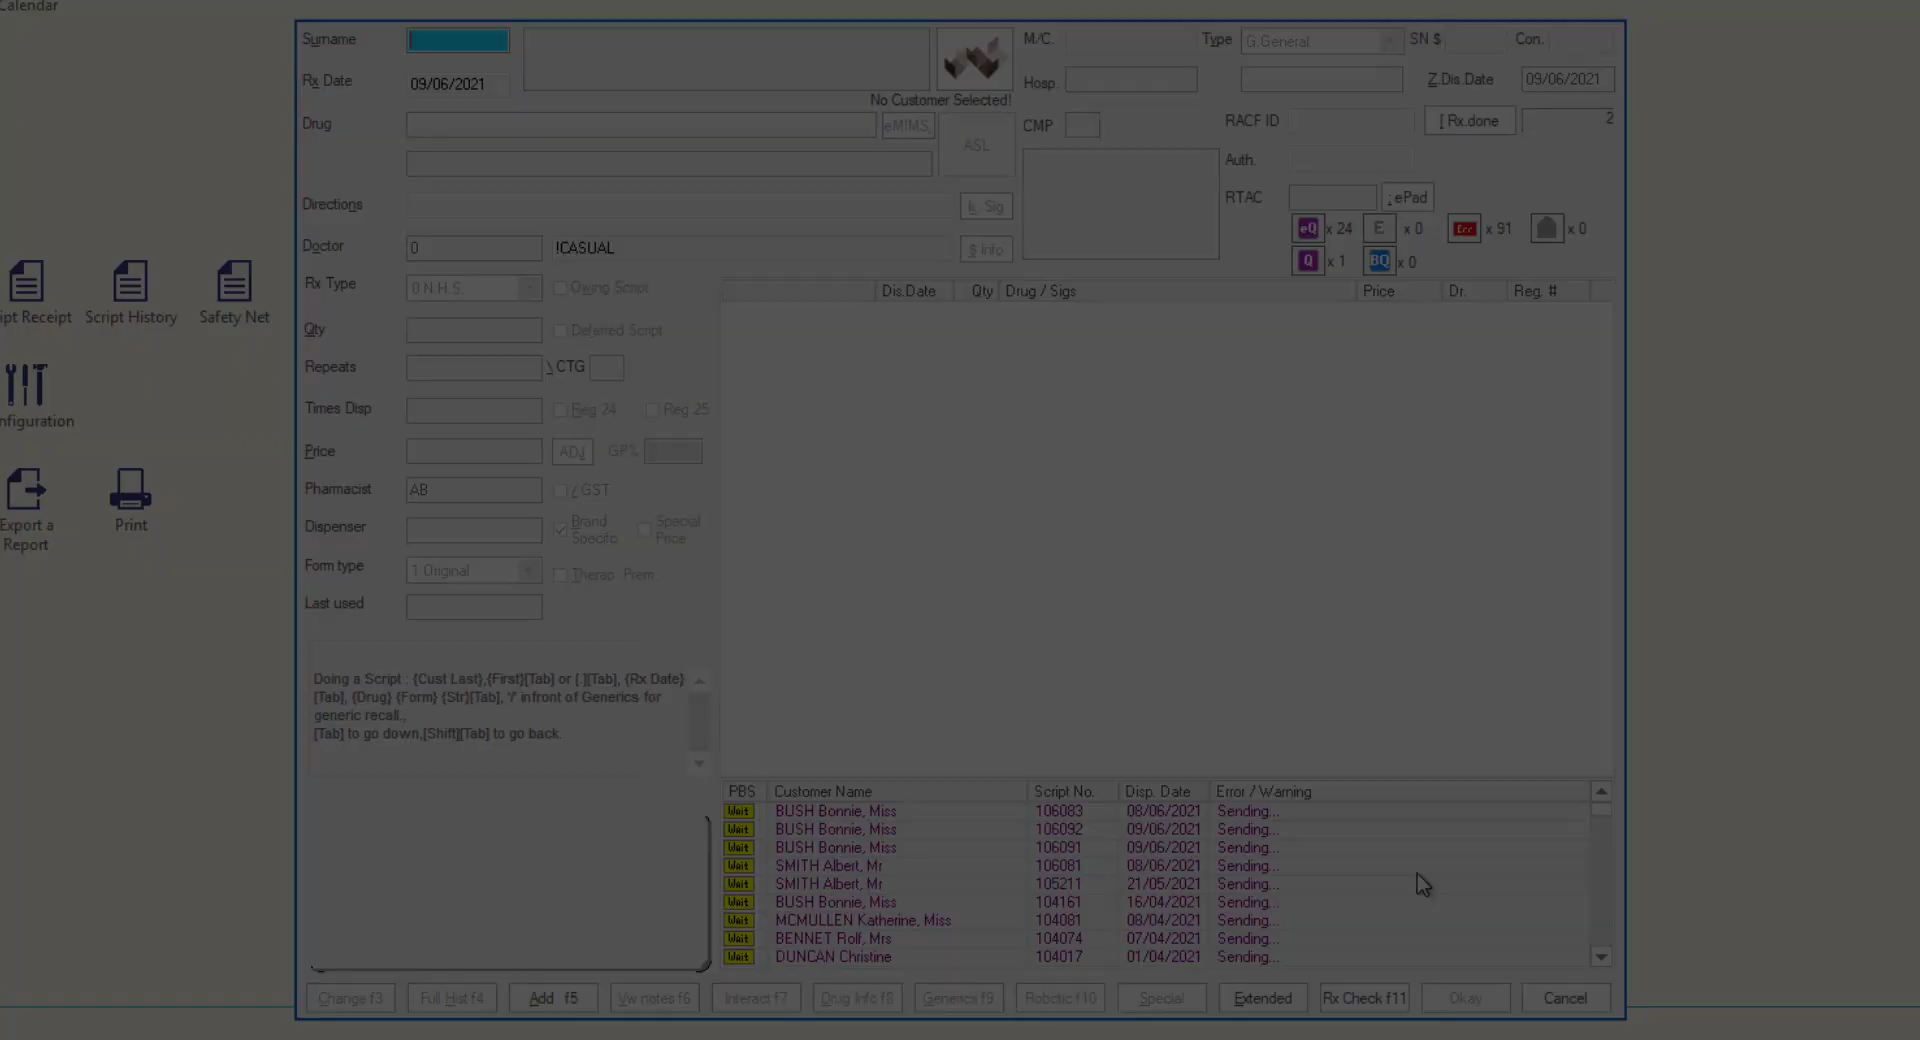 Calendar
Surname
M/C.
Type
G.General
SN $
Con.
Rx Date
09/06/2021
Hosp.
Z.Dis.Date
09/06/2021
No Customer Selected!
Drug
eMIMS,
ASL
CMP
RACF ID
[ Rx.done
2
Auth.
Directions
k. Sig
RTAC
; ePad
Doctor
0
!CASUAL
$ Info
eQ x 24
E x 0
Err x 91
x 0
Q x 1
BQ x 0
Rx Type
0 N.H.S.
Owing Script
Dis.Date
Qty
Drug / Sigs
Price
Dr.
Reg. #
ipt Receipt
Script History
Safety Net
Qty
Deferred Script
Repeats
\ CTG
nfiguration
Times Disp
Reg 24
Reg 25
Price
ADJ
GP%
Pharmacist
AB
/ GST
Export a
Report
Print
Dispenser
Brand
Specifc
Special
Price
Form type
1 Original
Therap. Prem.
Last used
Doing a Script : {Cust Last},{First}[Tab] or [.][Tab], {Rx Date}
[Tab], {Drug} {Form} {Str}[Tab], '/' infront of Generics for
generic recall.,
[Tab] to go down,[Shift][Tab] to go back.
PBS Customer Name Script No. Disp. Date Error / Warning
Wait BUSH Bonnie, Miss 106083 08/06/2021 Sending...
Wait BUSH Bonnie, Miss 106092 09/06/2021 Sending...
Wait BUSH Bonnie, Miss 106091 09/06/2021 Sending...
Wait SMITH Albert, Mr 106081 08/06/2021 Sending...
Wait SMITH Albert, Mr 105211 21/05/2021 Sending...
Wait BUSH Bonnie, Miss 104161 16/04/2021 Sending...
Wait MCMULLEN Katherine, Miss 104081 08/04/2021 Sending...
Wait BENNET Rolf, Mrs 104074 07/04/2021 Sending...
Wait DUNCAN Christine 104017 01/04/2021 Sending...
Change f3
Full Hist f4
Add f5
Vw notes f6
Interact f7
Drug Info f8
Generics f9
Robotic f10
Special
Extended
Rx Check f11
Okay
Cancel